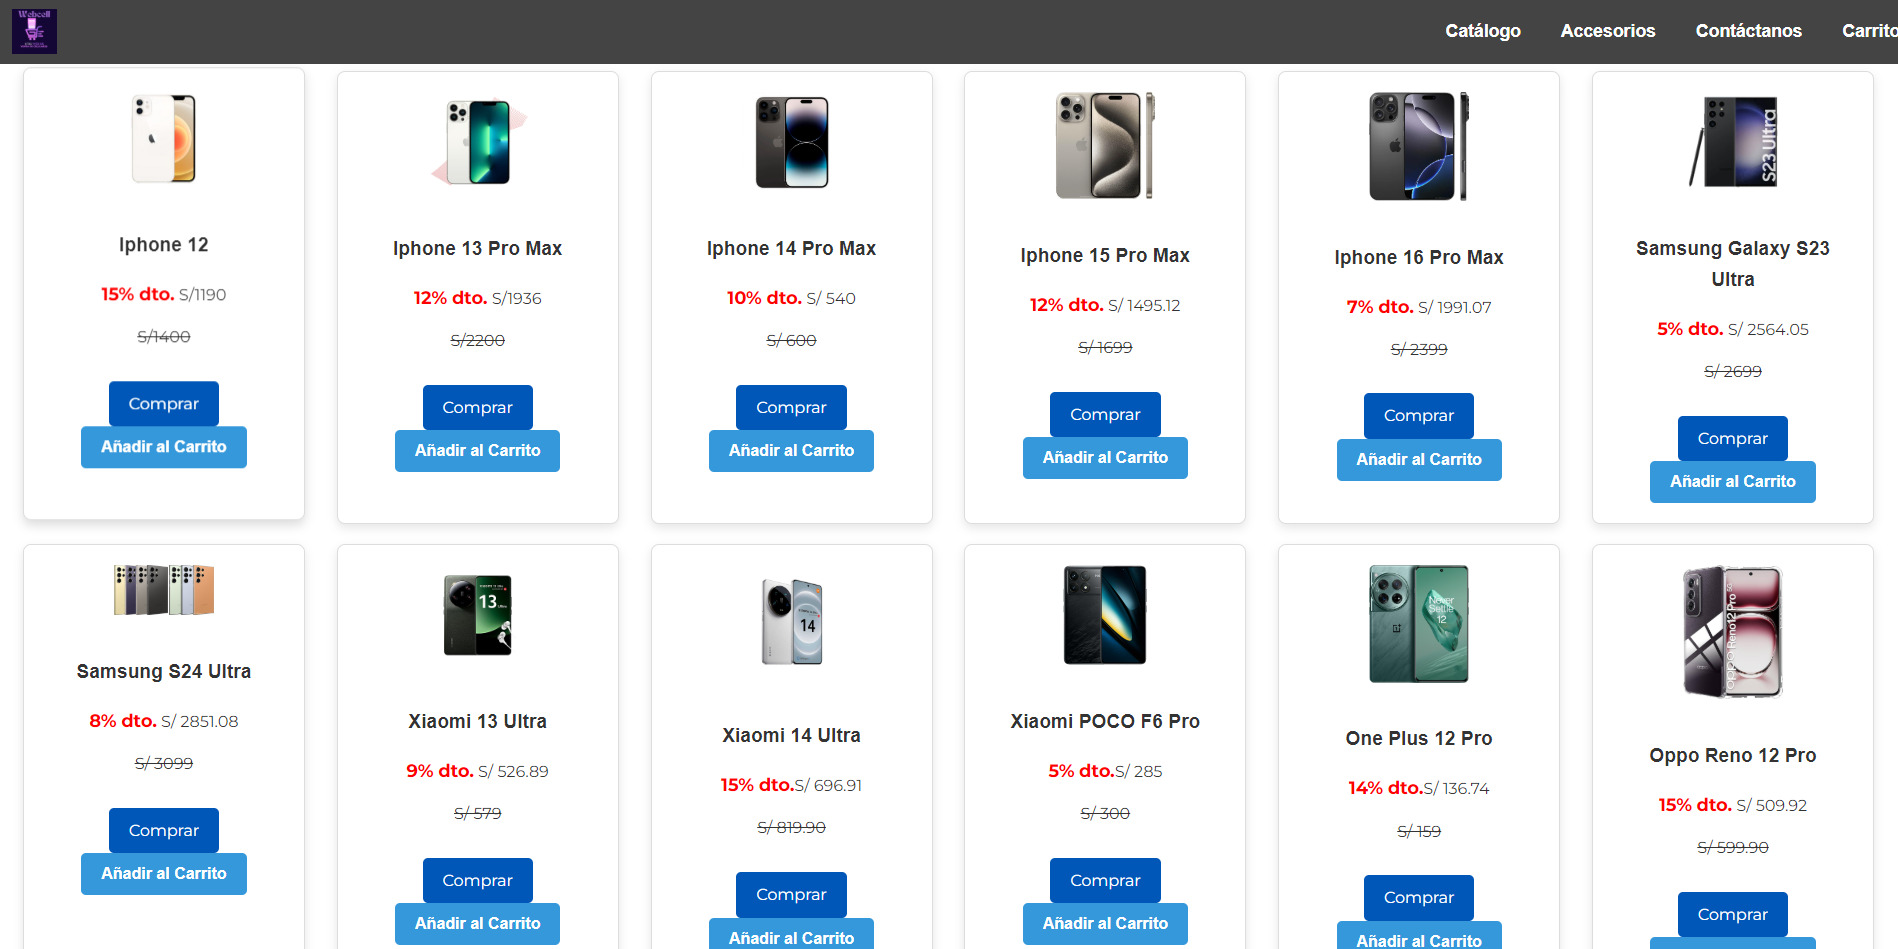 Webcell
Catálogo
Accesorios
Contáctanos
Carrito
Iphone 12
15% dto. S/1190
S/1400
Comprar
Añadir al Carrito
Iphone 13 Pro Max
12% dto. S/1936
S/2200
Comprar
Añadir al Carrito
Iphone 14 Pro Max
10% dto. S/ 540
S/ 600
Comprar
Añadir al Carrito
Iphone 15 Pro Max
12% dto. S/ 1495.12
S/ 1699
Comprar
Añadir al Carrito
Iphone 16 Pro Max
7% dto. S/ 1991.07
S/ 2399
Comprar
Añadir al Carrito
S23 Ultra
Samsung Galaxy S23
Ultra
5% dto. S/ 2564.05
S/ 2699
Comprar
Añadir al Carrito
Samsung S24 Ultra
8% dto. S/ 2851.08
S/ 3099
Comprar
Añadir al Carrito
13
Xiaomi 13 Ultra
9% dto. S/ 526.89
S/ 579
Comprar
Añadir al Carrito
14
Xiaomi 14 Ultra
15% dto.S/ 696.91
S/ 819.90
Comprar
Añadir al Carrito
Xiaomi POCO F6 Pro
5% dto.S/ 285
S/ 300
Comprar
Añadir al Carrito
Never
Settle
12
One Plus 12 Pro
14% dto.S/ 136.74
S/ 159
Comprar
Añadir al Carrito
oppo Reno12 Pro 5G
Oppo Reno 12 Pro
15% dto. S/ 509.92
S/ 599.90
Comprar